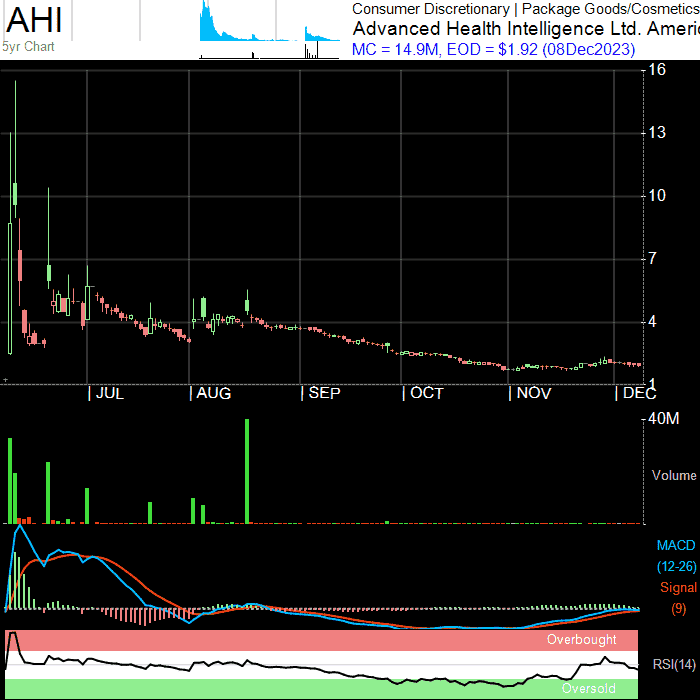 AHI
5yr Chart
Consumer Discretionary | Package Goods/Cosmetics
Advanced Health Intelligence Ltd. Americ
MC = 14.9M, EOD = $1.92 (08Dec2023)
16
13
10
7
4
1
JUL
AUG
SEP
OCT
NOV
DEC
40M
Volume
MACD
(12-26)
Signal
(9)
Overbought
RSI(14)
Oversold